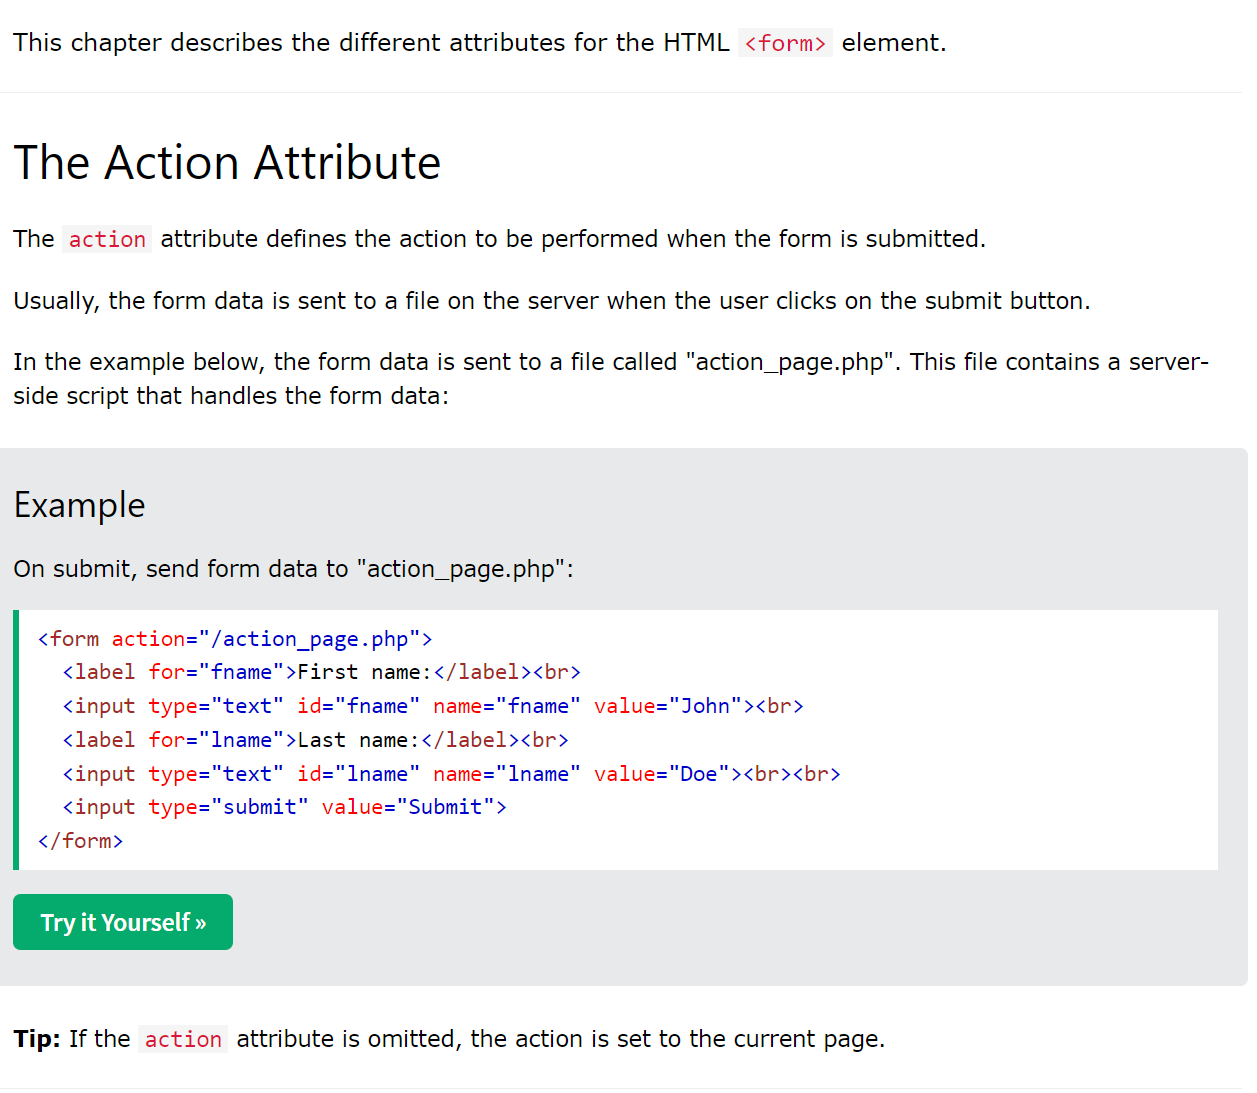 This chapter describes the different attributes for the HTML <form> element.
The Action Attribute
The action attribute defines the action to be performed when the form is submitted.
Usually, the form data is sent to a file on the server when the user clicks on the submit button.
In the example below, the form data is sent to a file called "action_page.php". This file contains a server-
side script that handles the form data:
Example
On submit, send form data to "action_page.php":
<form action="/action_page.php">
  <label for="fname">First name:</label><br>
  <input type="text" id="fname" name="fname" value="John"><br>
  <label for="lname">Last name:</label><br>
  <input type="text" id="lname" name="lname" value="Doe"><br><br>
  <input type="submit" value="Submit">
</form>
Try it Yourself »
Tip: If the action attribute is omitted, the action is set to the current page.